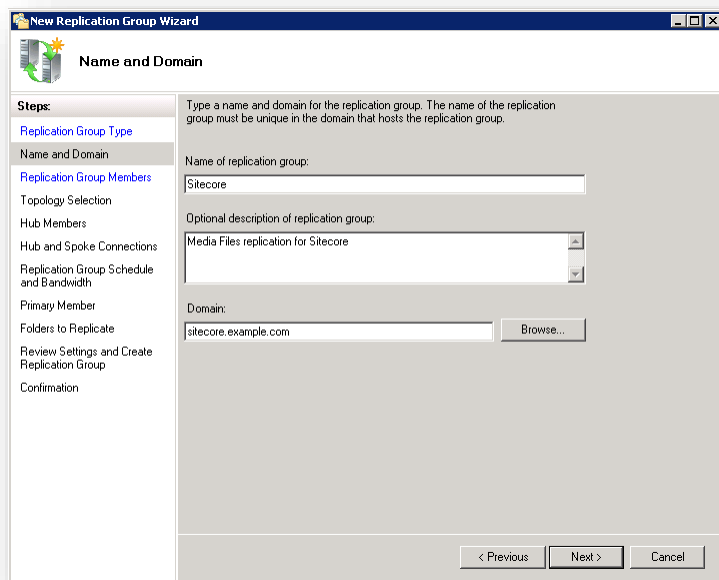 New Replication Group Wizard
Name and Domain
Steps:
Replication Group Type
Name and Domain
Replication Group Members
Topology Selection
Hub Members
Hub and Spoke Connections
Replication Group Schedule
and Bandwidth
Primary Member
Folders to Replicate
Review Settings and Create
Replication Group
Confirmation
Type a name and domain for the replication group. The name of the replication
group must be unique in the domain that hosts the replication group.
Name of replication group:
Sitecore
Optional description of replication group:
Media Files replication for Sitecore
Domain:
sitecore.example.com
Browse...
< Previous
Next >
Cancel